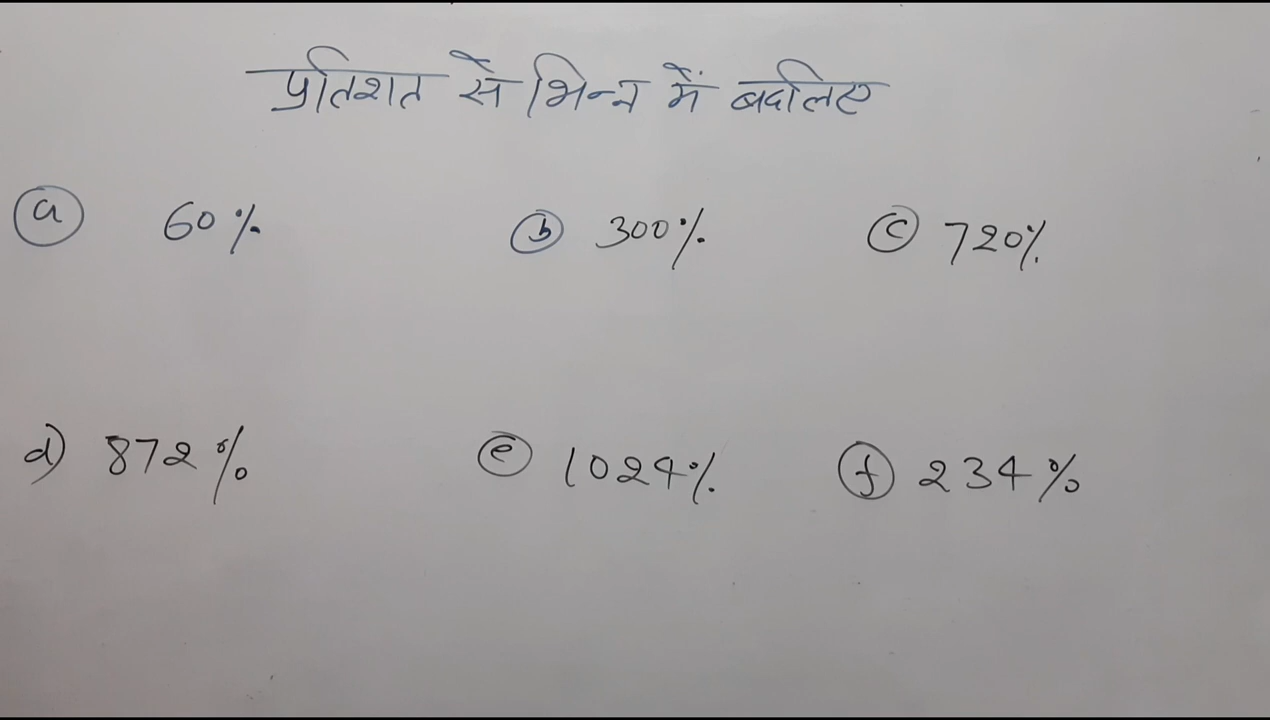 प्रतिशत से भिन्न में बदलिए
(a) 60% (b) 300% (c) 720%
d) 872% (e) 1024% (f) 234%